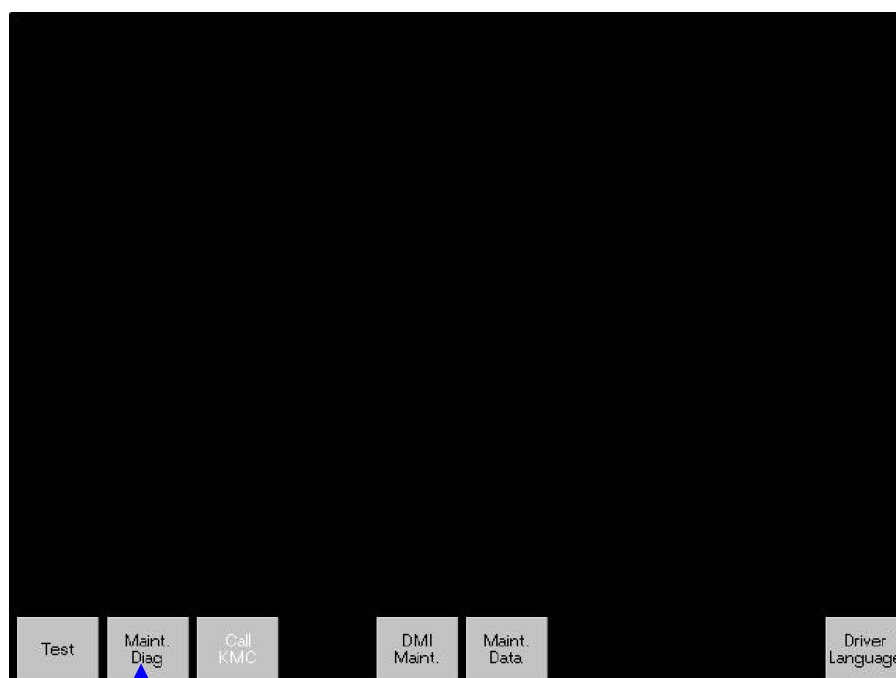 Test
Maint.
Diag
Call
KMC
DMI
Maint.
Maint.
Data
Driver
Language